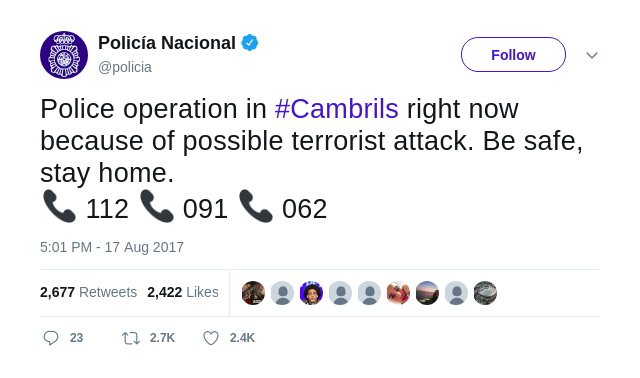 Policía Nacional
@policia
Follow
Police operation in #Cambrils right now
because of possible terrorist attack. Be safe,
stay home.
📞 112 📞 091 📞 062
5:01 PM - 17 Aug 2017
2,677 Retweets 2,422 Likes
23 2.7K 2.4K